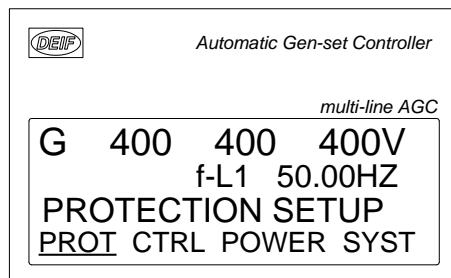 DEIF
Automatic Gen-set Controller
multi-line AGC
G 400 400 400V
f-L1 50.00HZ
PROTECTION SETUP
PROT CTRL POWER SYST